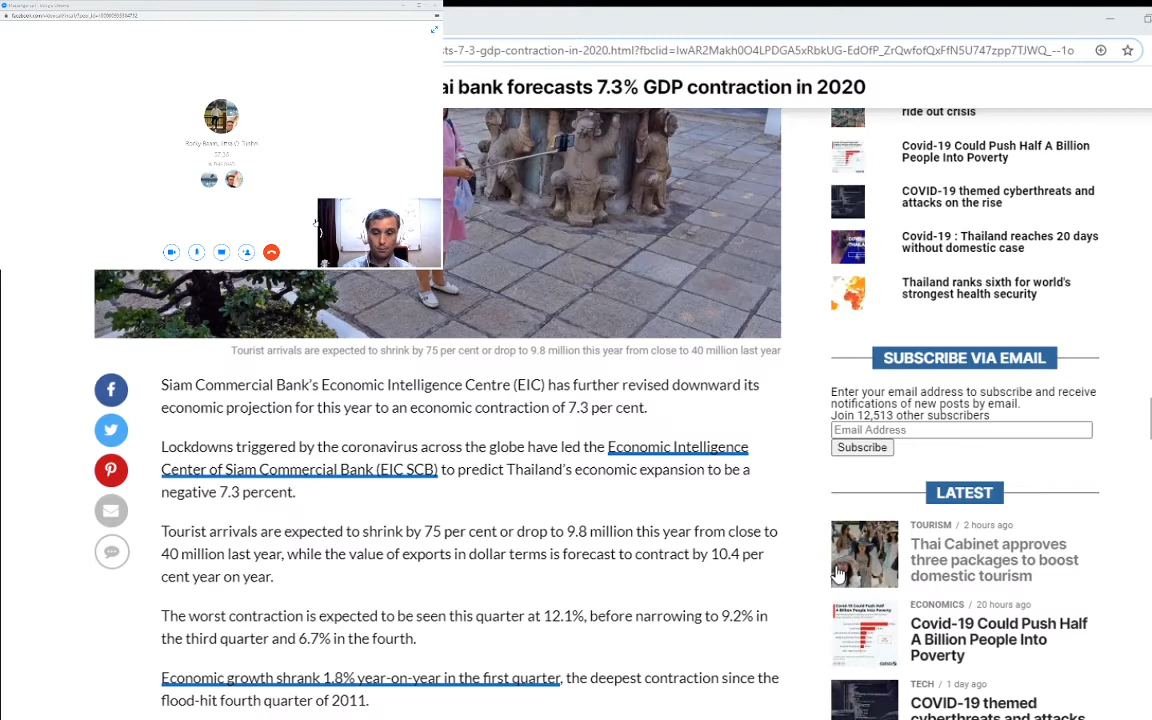 ts-7-3-gdp-contraction-in-2020.html?fbclid=IwAR2Makh0O4LPDGA5xRbkUG-EdOfP_ZrQwfofQxFfN5U747zpp7TJWQ_--1o
ai bank forecasts 7.3% GDP contraction in 2020
Tourist arrivals are expected to shrink by 75 per cent or drop to 9.8 million this year from close to 40 million last year
Siam Commercial Bank's Economic Intelligence Centre (EIC) has further revised downward its
economic projection for this year to an economic contraction of 7.3 per cent.
Lockdowns triggered by the coronavirus across the globe have led the Economic Intelligence
Center of Siam Commercial Bank (EIC SCB) to predict Thailand's economic expansion to be a
negative 7.3 percent.
Tourist arrivals are expected to shrink by 75 per cent or drop to 9.8 million this year from close to
40 million last year, while the value of exports in dollar terms is forecast to contract by 10.4 per
cent year on year.
The worst contraction is expected to be seen this quarter at 12.1%, before narrowing to 9.2% in
the third quarter and 6.7% in the fourth.
Economic growth shrank 1.8% year-on-year in the first quarter, the deepest contraction since the
flood-hit fourth quarter of 2011.
ride out crisis
Covid-19 Could Push Half A Billion
People Into Poverty
COVID-19 themed cyberthreats and
attacks on the rise
Covid-19 : Thailand reaches 20 days
without domestic case
Thailand ranks sixth for world's
strongest health security
SUBSCRIBE VIA EMAIL
Enter your email address to subscribe and receive
notifications of new posts by email.
Join 12,513 other subscribers
Email Address
Subscribe
LATEST
TOURISM / 2 hours ago
Thai Cabinet approves
three packages to boost
domestic tourism
ECONOMICS / 20 hours ago
Covid-19 Could Push Half A
A Billion People Into
Poverty
TECH / 1 day ago
COVID-19 themed
cyberthreats and attacks